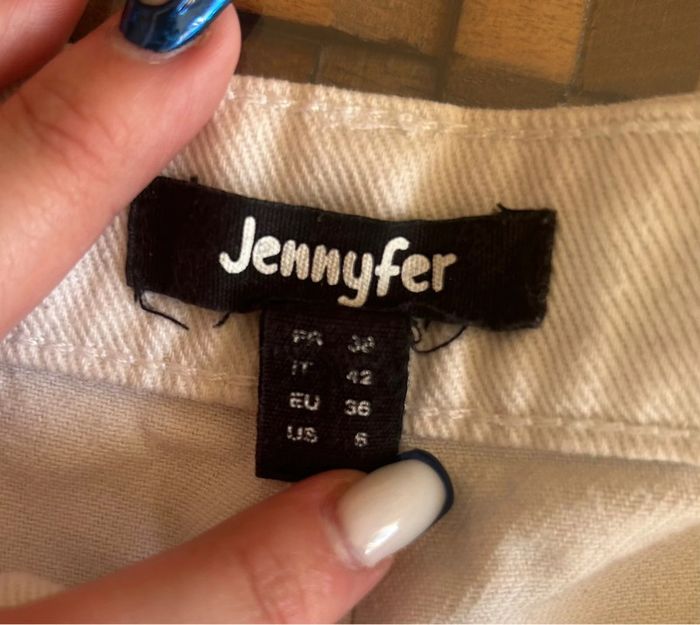 Jennyfer
FR 38
IT 42
EU 36
US 6